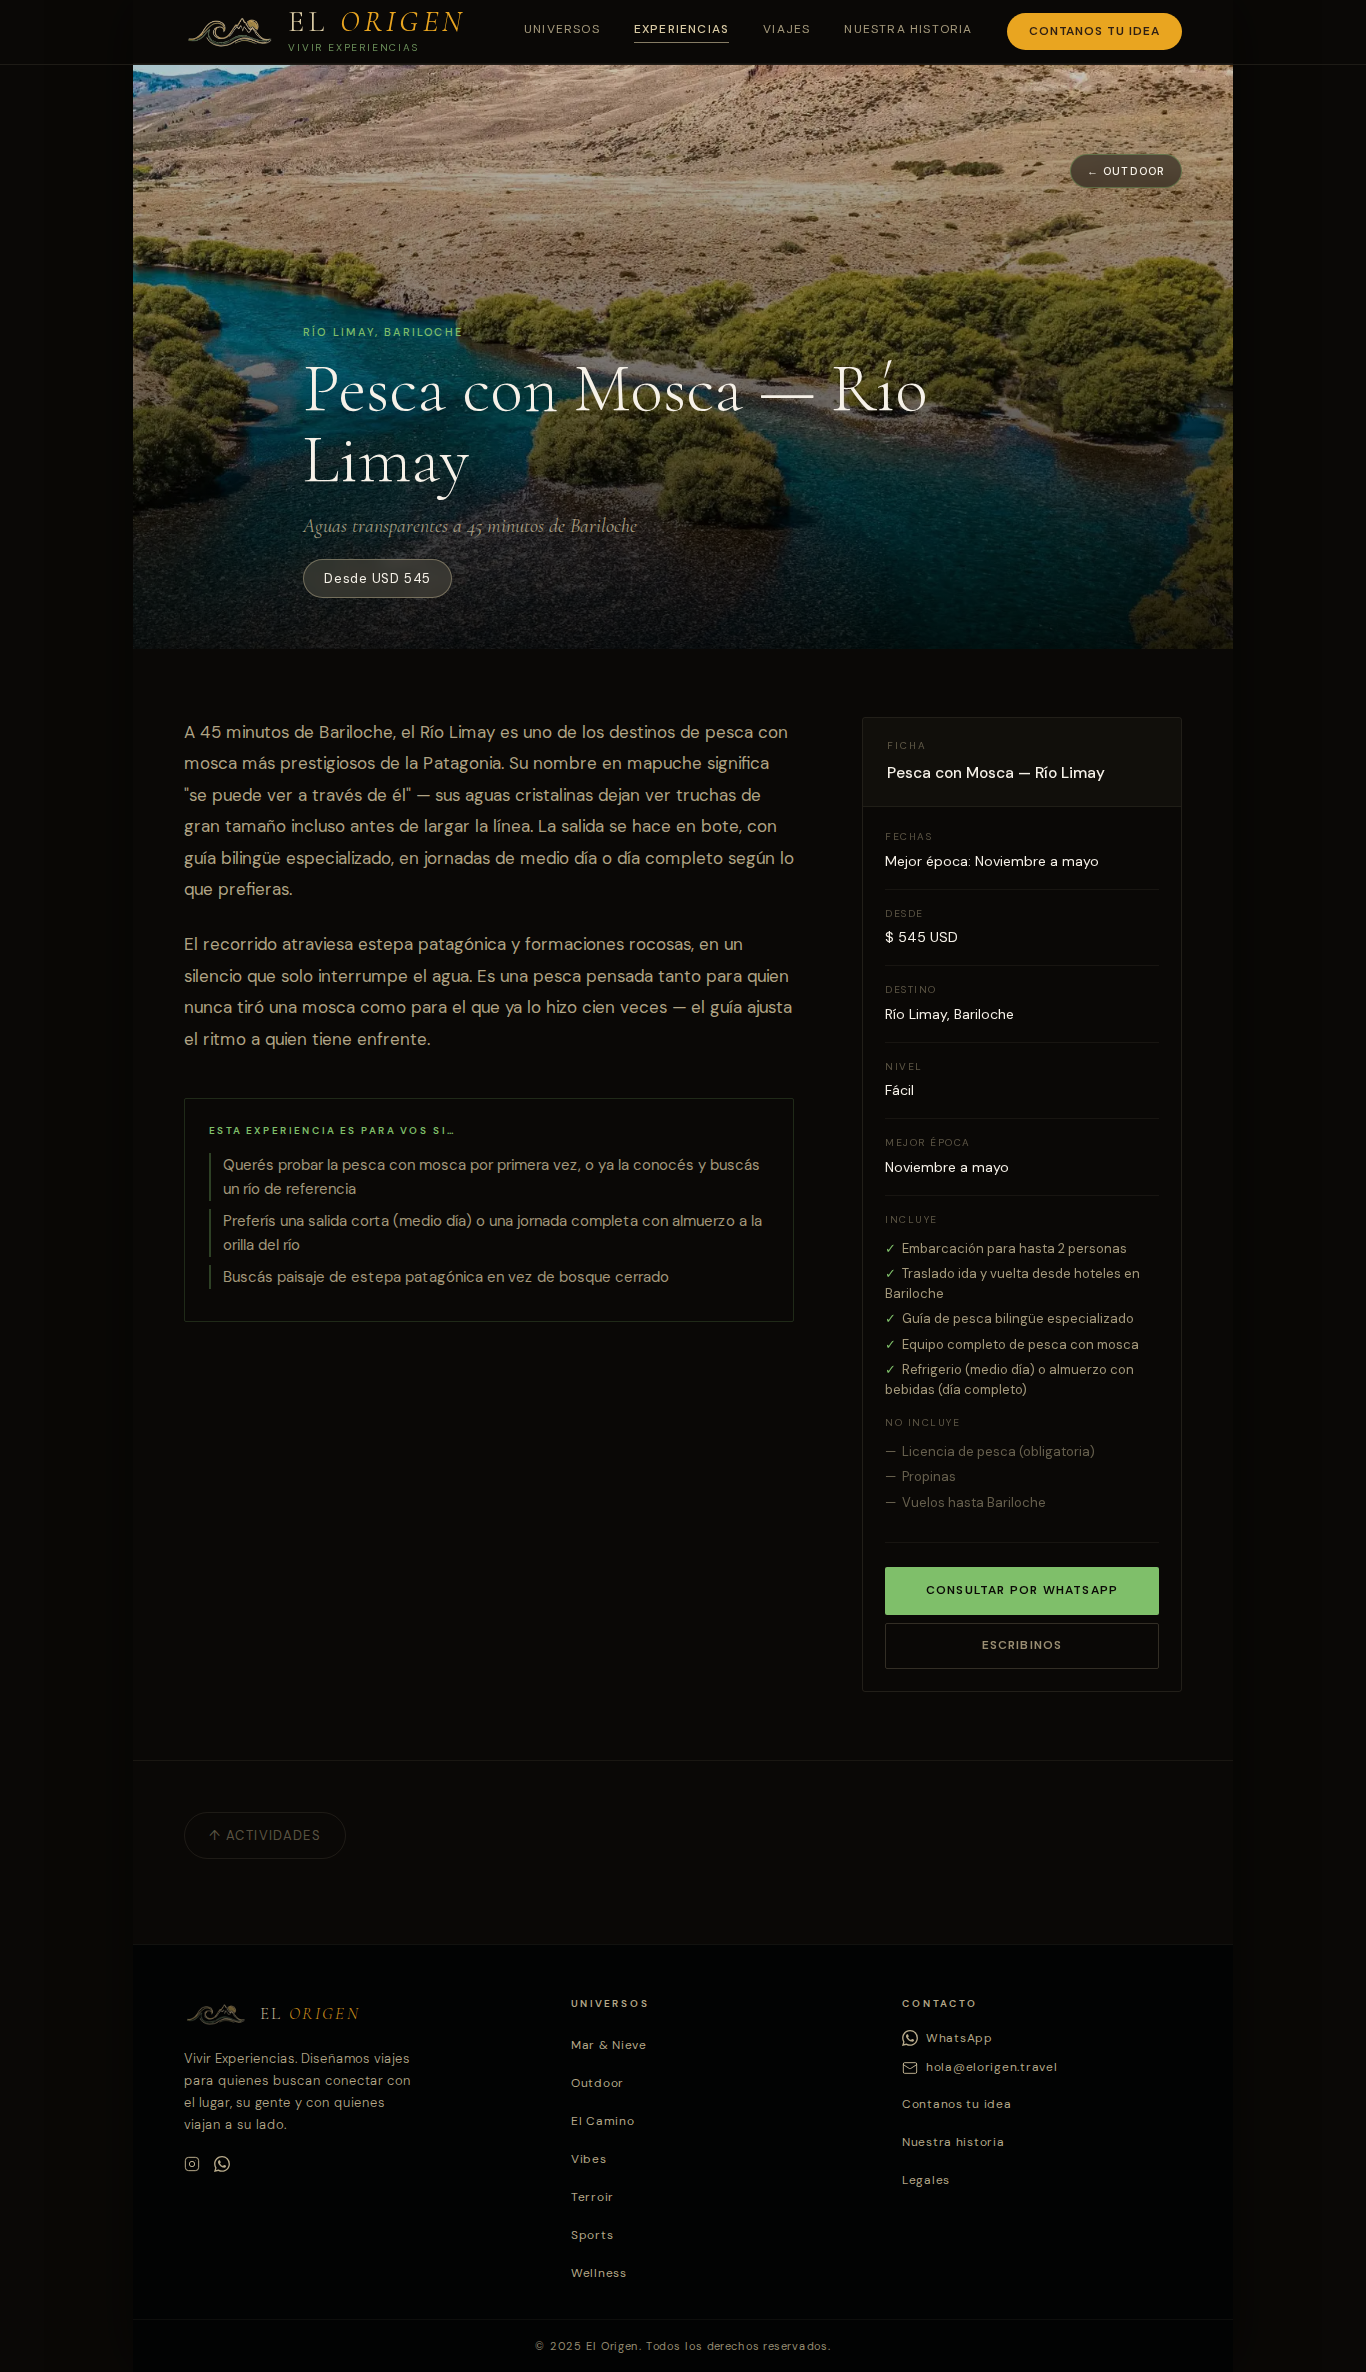 EL ORIGEN
VIVIR EXPERIENCIAS
UNIVERSOS
EXPERIENCIAS
VIAJES
NUESTRA HISTORIA
CONTANOS TU IDEA
← OUTDOOR
RÍO LIMAY, BARILOCHE
Pesca con Mosca — Río
Limay
Aguas transparentes a 45 minutos de Bariloche
Desde USD 545
A 45 minutos de Bariloche, el Río Limay es uno de los destinos de pesca con
mosca más prestigiosos de la Patagonia. Su nombre en mapuche significa
"se puede ver a través de él" — sus aguas cristalinas dejan ver truchas de
gran tamaño incluso antes de largar la línea. La salida se hace en bote, con
guía bilingüe especializado, en jornadas de medio día o día completo según lo
que prefieras.
El recorrido atraviesa estepa patagónica y formaciones rocosas, en un
silencio que solo interrumpe el agua. Es una pesca pensada tanto para quien
nunca tiró una mosca como para el que ya lo hizo cien veces — el guía ajusta
el ritmo a quien tiene enfrente.
ESTA EXPERIENCIA ES PARA VOS SI…
Querés probar la pesca con mosca por primera vez, o ya la conocés y buscás
un río de referencia
Preferís una salida corta (medio día) o una jornada completa con almuerzo a la
orilla del río
Buscás paisaje de estepa patagónica en vez de bosque cerrado
FICHA
Pesca con Mosca — Río Limay
FECHAS
Mejor época: Noviembre a mayo
DESDE
$ 545 USD
DESTINO
Río Limay, Bariloche
NIVEL
Fácil
MEJOR ÉPOCA
Noviembre a mayo
INCLUYE
✓ Embarcación para hasta 2 personas
✓ Traslado ida y vuelta desde hoteles en
Bariloche
✓ Guía de pesca bilingüe especializado
✓ Equipo completo de pesca con mosca
✓ Refrigerio (medio día) o almuerzo con
bebidas (día completo)
NO INCLUYE
— Licencia de pesca (obligatoria)
— Propinas
— Vuelos hasta Bariloche
CONSULTAR POR WHATSAPP
ESCRIBINOS
↑ ACTIVIDADES
EL ORIGEN
Vivir Experiencias. Diseñamos viajes
para quienes buscan conectar con
el lugar, su gente y con quienes
viajan a su lado.
UNIVERSOS
Mar & Nieve
Outdoor
El Camino
Vibes
Terroir
Sports
Wellness
CONTACTO
WhatsApp
hola@elorigen.travel
Contanos tu idea
Nuestra historia
Legales
© 2025 El Origen. Todos los derechos reservados.